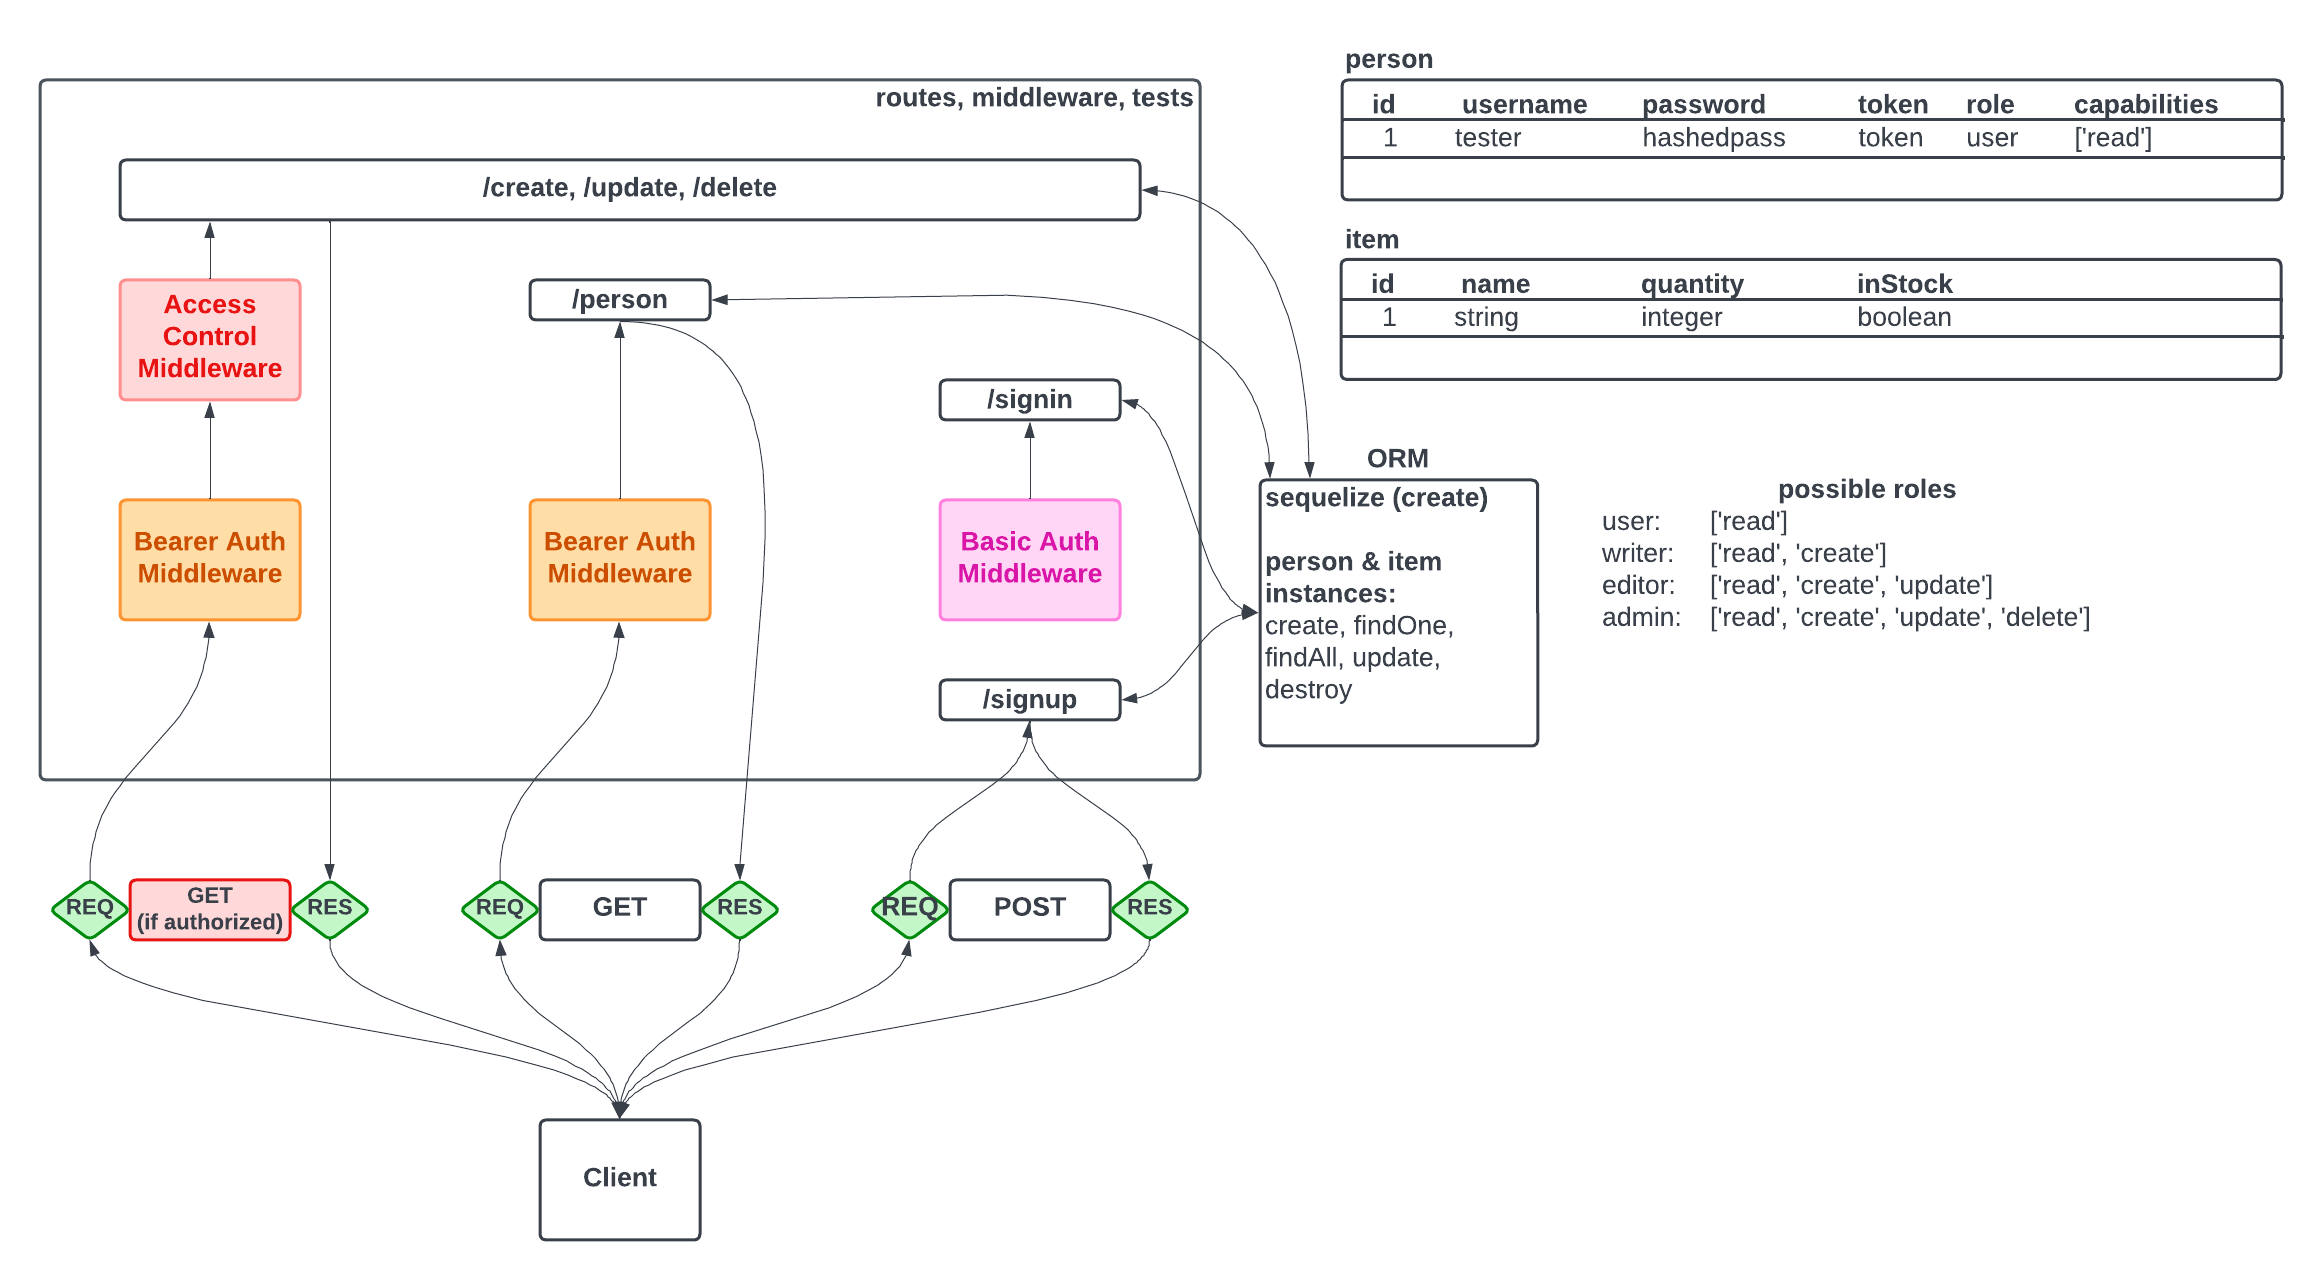 routes, middleware, tests
/create, /update, /delete
Access
Control
Middleware
/person
/signin
Bearer Auth
Middleware
Bearer Auth
Middleware
Basic Auth
Middleware
/signup
REQ
GET
(if authorized)
RES
REQ
GET
RES
REQ
POST
RES
Client
person
id username password token role capabilities
1 tester hashedpass token user ['read']
item
id name quantity inStock
1 string integer boolean
ORM
sequelize (create)
person & item
instances:
create, findOne,
findAll, update,
destroy
possible roles
user: ['read']
writer: ['read', 'create']
editor: ['read', 'create', 'update']
admin: ['read', 'create', 'update', 'delete']